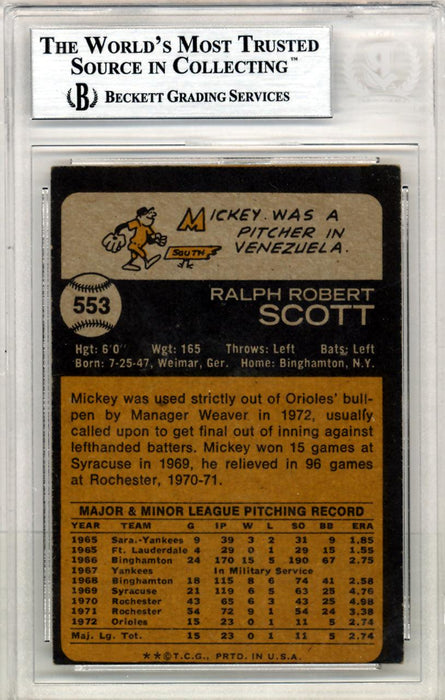 THE WORLD'S MOST TRUSTED
SOURCE IN COLLECTING™
B BECKETT GRADING SERVICES
MICKEY WAS A
PITCHER IN
VENEZUELA.
SOUTH
553
RALPH ROBERT
SCOTT
Hgt: 6'0" Wgt: 165 Throws: Left Bats: Left
Born: 7-25-47, Weimar, Ger. Home: Binghamton, N.Y.
Mickey was used strictly out of Orioles' bull-
pen by Manager Weaver in 1972, usually
called upon to get final out of inning against
lefthanded batters. Mickey won 15 games at
Syracuse in 1969, he relieved in 96 games
at Rochester, 1970-71.
MAJOR & MINOR LEAGUE PITCHING RECORD
YEAR TEAM G IP W L SO BB ERA
1965 Sara.-Yankees 9 39 3 2 31 9 1.85
1965 Ft. Lauderdale 4 29 0 1 29 15 1.55
1966 Binghamton 24 170 15 5 190 67 2.75
1967 Yankees In Military Service
1968 Binghamton 18 115 8 6 74 41 2.58
1969 Syracuse 21 119 6 5 63 25 4.76
1970 Rochester 43 65 3 2 43 25 4.98
1971 Rochester 54 72 9 1 54 24 3.38
1972 Orioles 15 23 0 1 11 5 2.74
Maj. Lg. Tot. 15 23 0 1 11 5 2.74
**©T.C.G., PRTD. IN U.S.A.